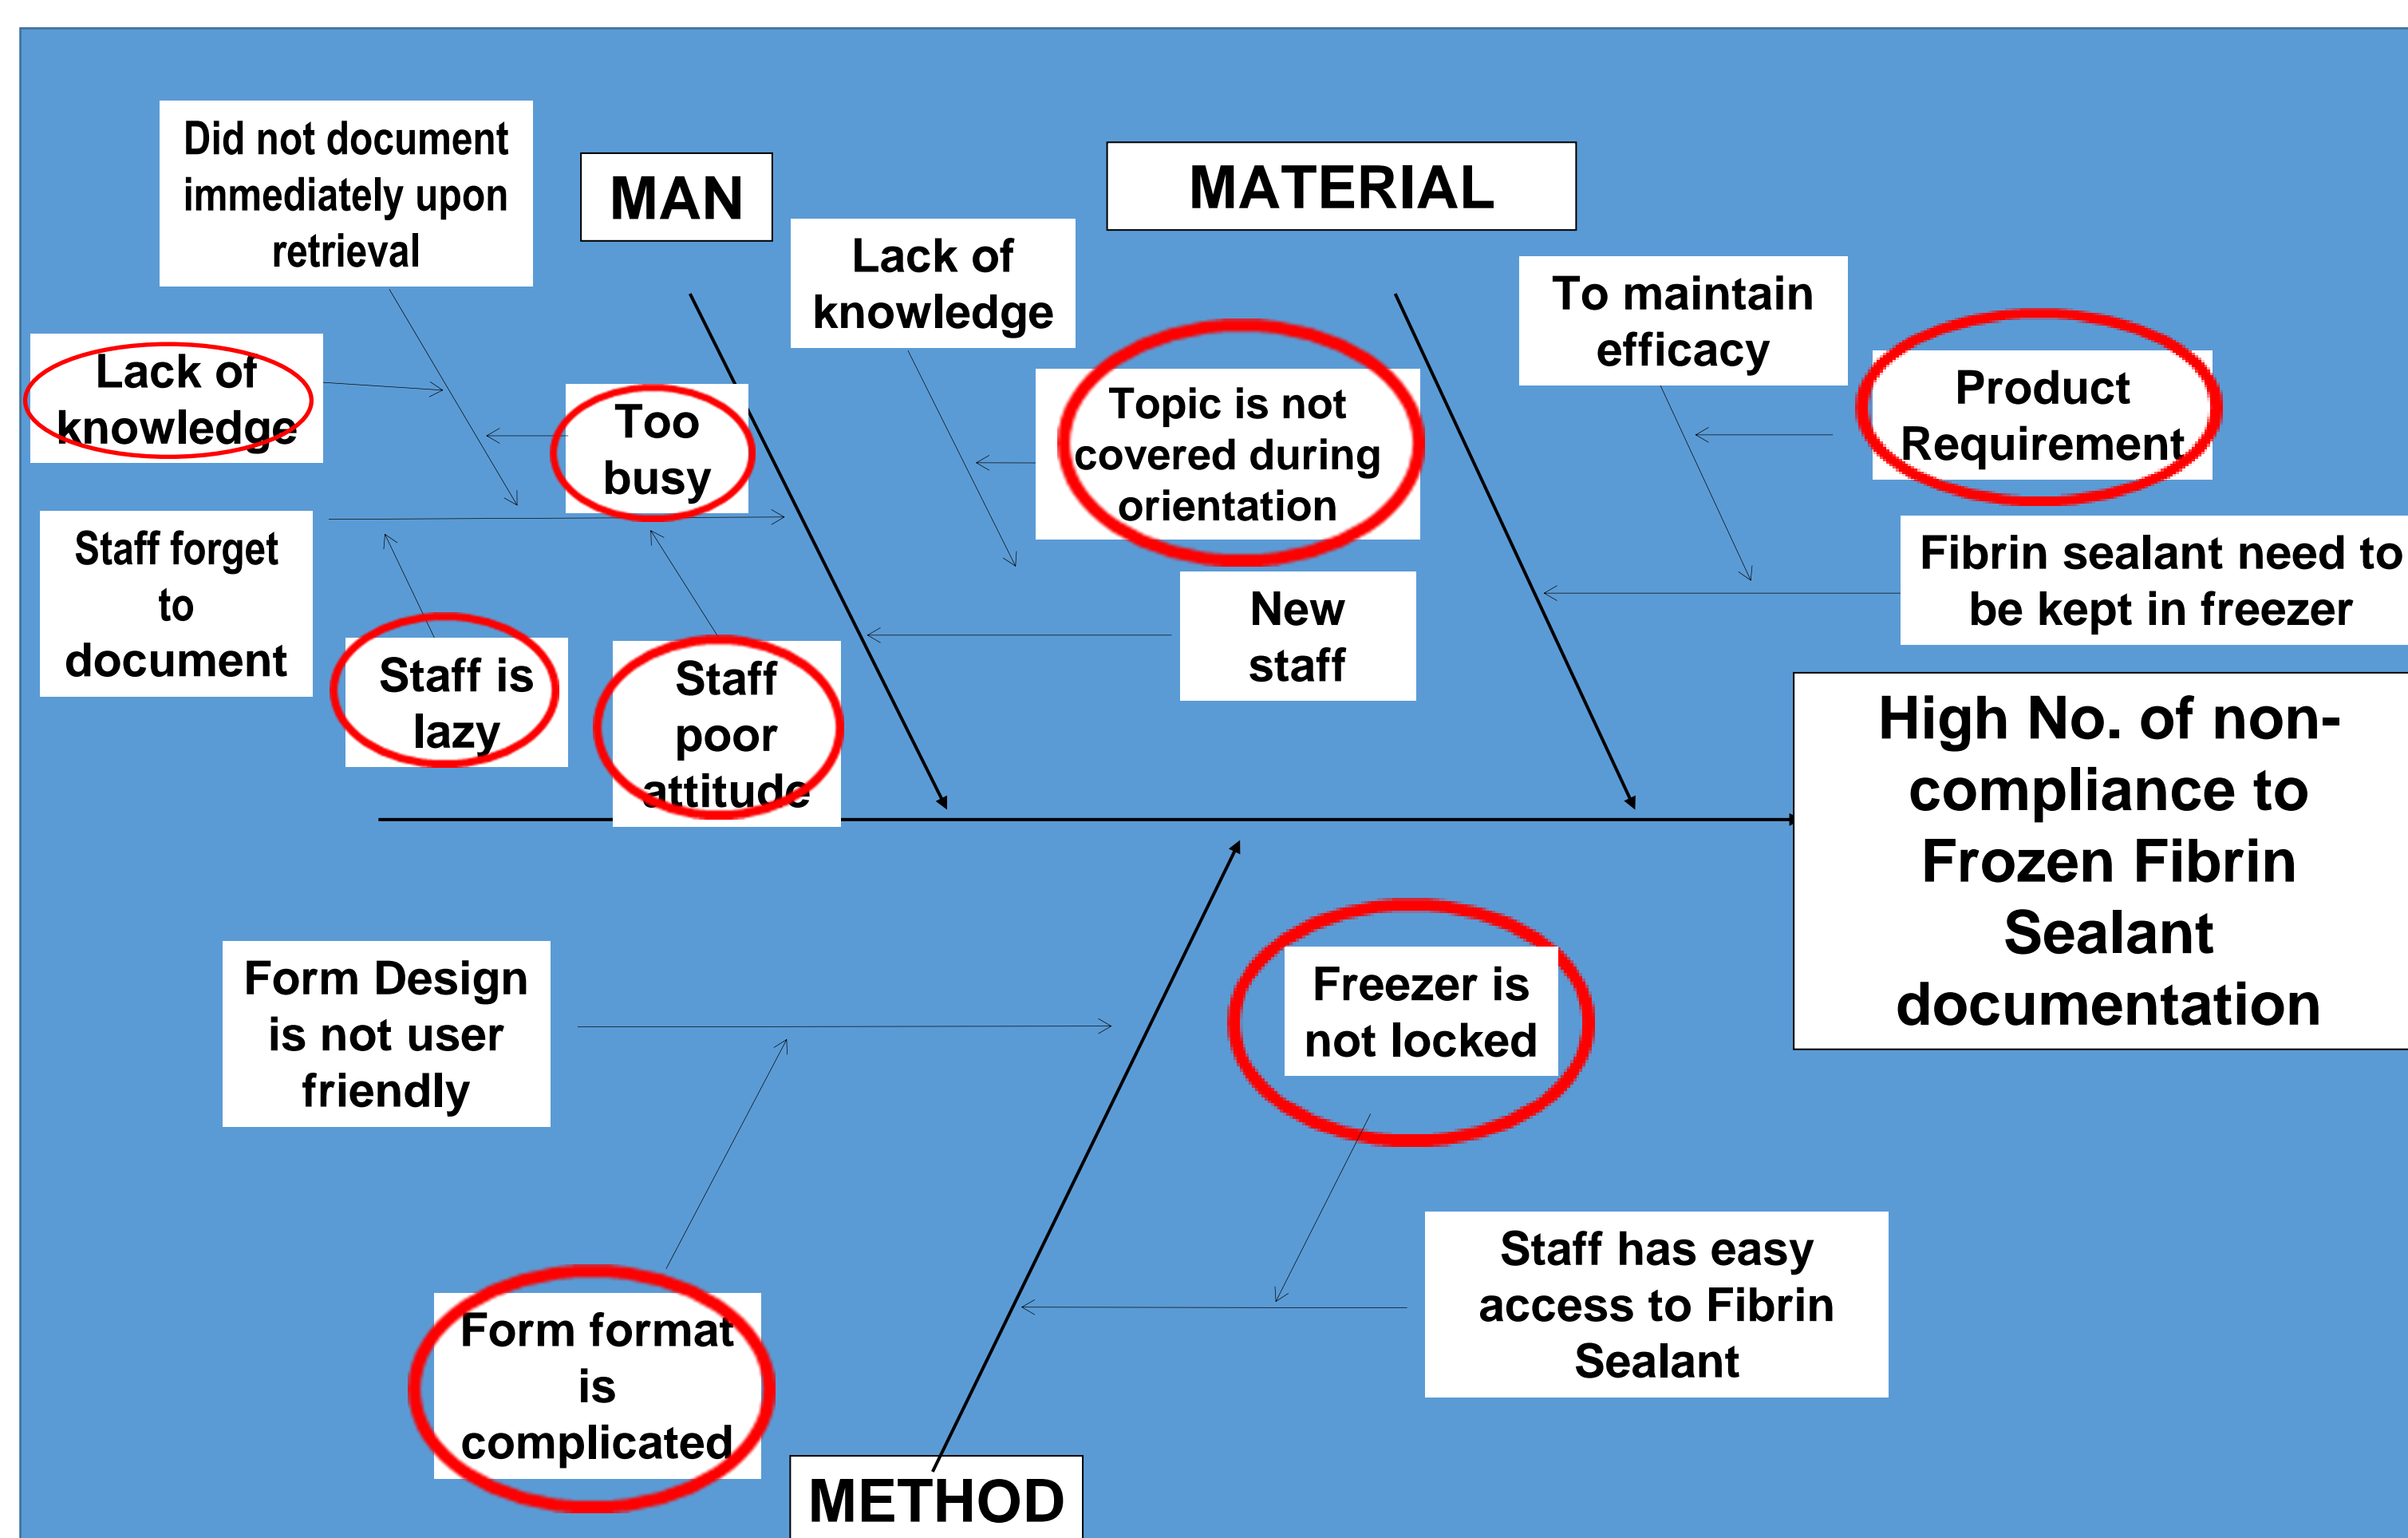 Did not document
immediately upon
retrieval
MAN
MATERIAL
Lack of
knowledge
To maintain
efficacy
Lack of
knowledge
Too
busy
Topic is not
covered during
orientation
Product
Requirement
Staff forget
to
document
Fibrin sealant need to
be kept in freezer
New
staff
Staff is
lazy
Staff
poor
attitude
High No. of non-
compliance to
Frozen Fibrin
Sealant
documentation
Form Design
is not user
friendly
Freezer is
not locked
Staff has easy
access to Fibrin
Sealant
Form format
is
complicated
METHOD